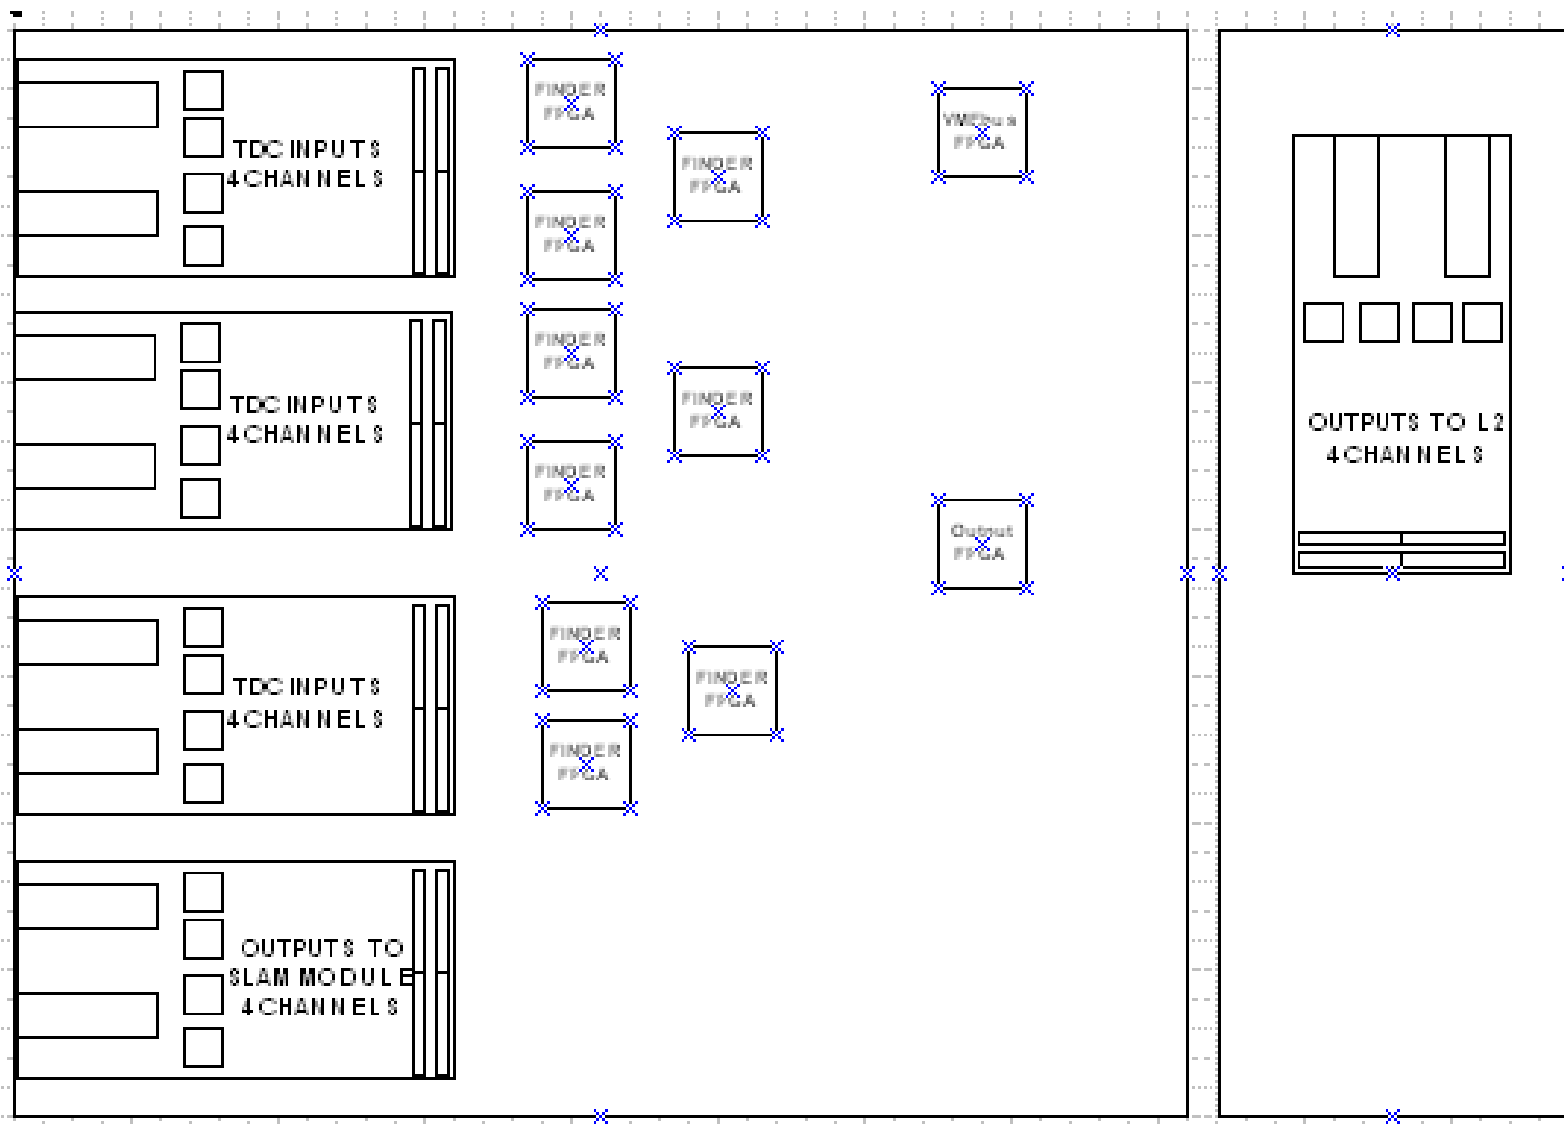 TDC INPUTS
4 CHANNELS
TDC INPUTS
4 CHANNELS
TDC INPUTS
4 CHANNELS
OUTPUTS TO
SLAM MODULE
4 CHANNELS
FINDER
FPGA
FINDER
FPGA
FINDER
FPGA
FINDER
FPGA
FINDER
FPGA
FINDER
FPGA
FINDER
FPGA
FINDER
FPGA
FINDER
FPGA
VMEbus
FPGA
Output
FPGA
OUTPUTS TO L2
4 CHANNELS